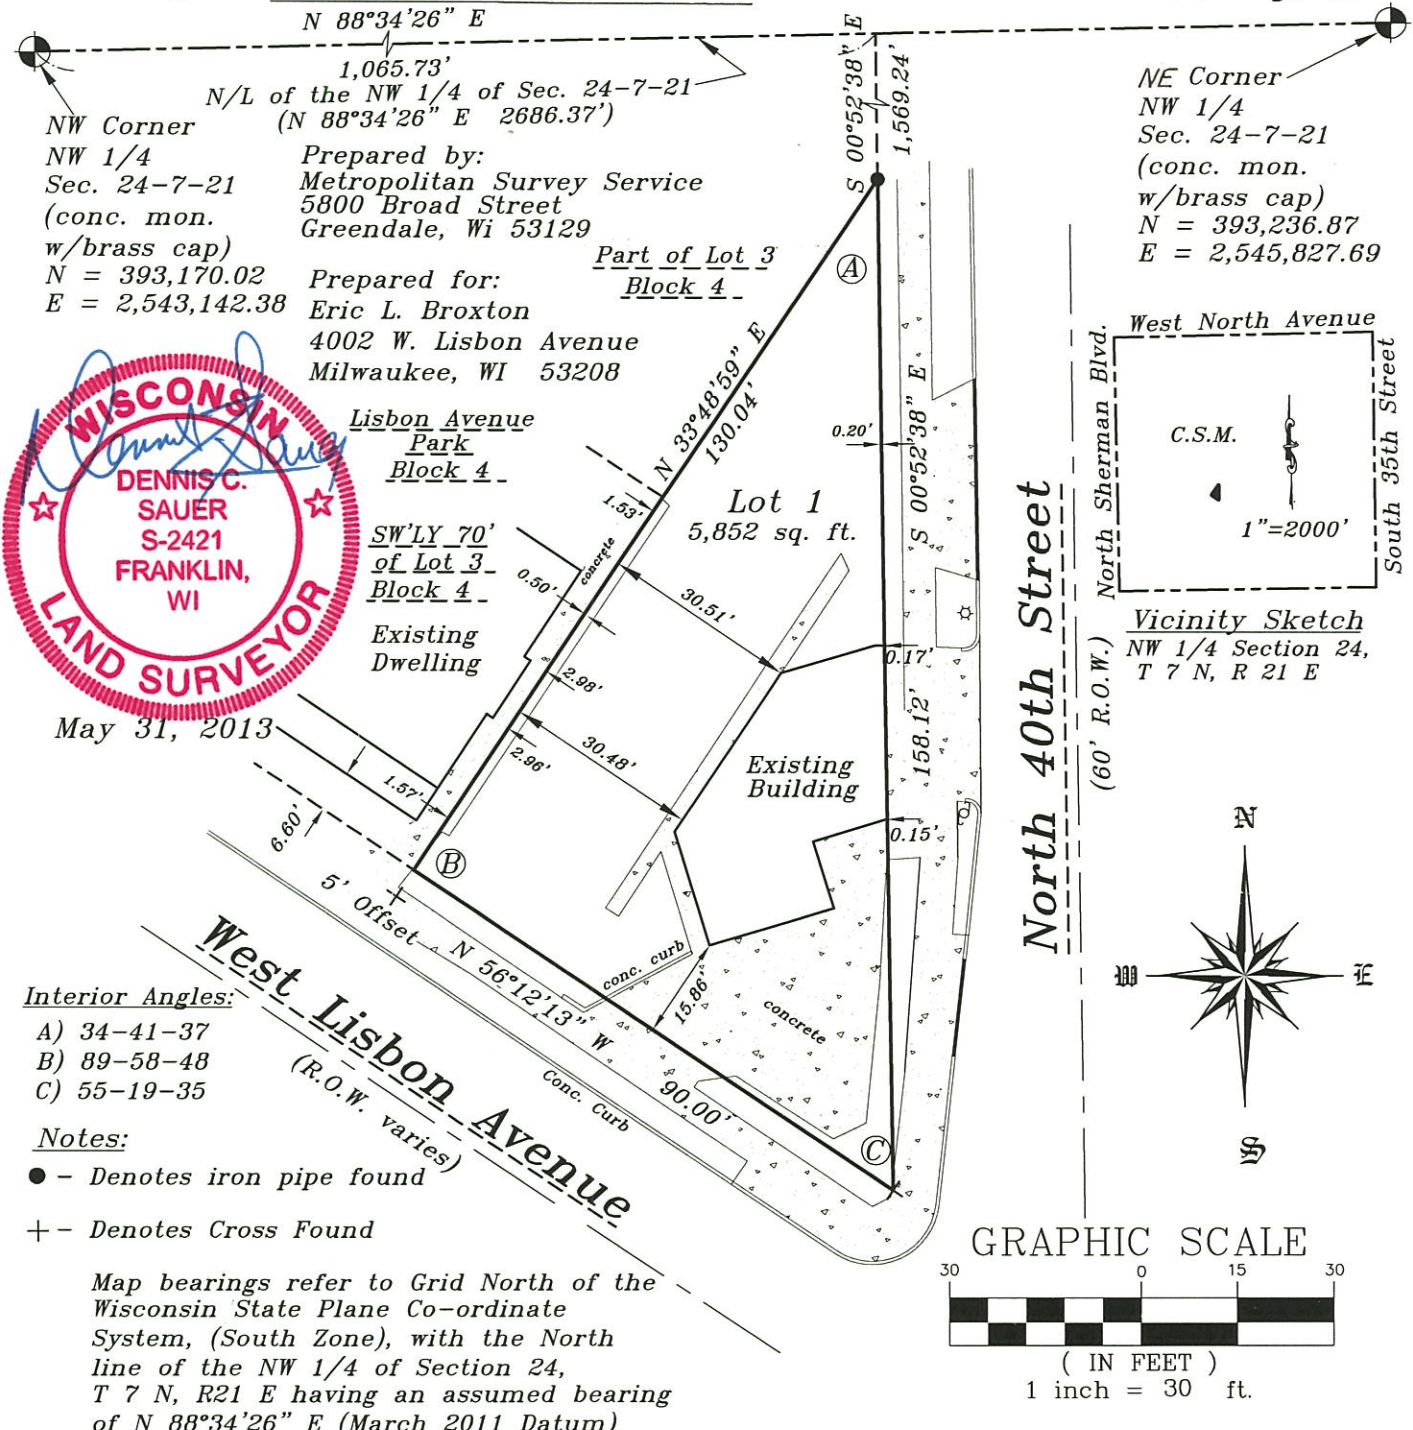 N 88°34'26" E
1,065.73'
N/L of the NW 1/4 of Sec. 24-7-21
(N 88°34'26" E 2686.37')
S 00°52'38" E
1,569.24'
NW Corner
NW 1/4
Sec. 24-7-21
(conc. mon.
w/brass cap)
N = 393,170.02
E = 2,543,142.38
Prepared by:
Metropolitan Survey Service
5800 Broad Street
Greendale, Wi 53129
Prepared for:
Eric L. Broxton
4002 W. Lisbon Avenue
Milwaukee, WI 53208
NE Corner
NW 1/4
Sec. 24-7-21
(conc. mon.
w/brass cap)
N = 393,236.87
E = 2,545,827.69
Part of Lot 3
Block 4
A
N 33°48'59" E
130.04'
WISCONSIN
DENNIS C.
SAUER
S-2421
FRANKLIN,
WI
LAND SURVEYOR
May 31, 2013
Lisbon Avenue
Park
Block 4
SW'LY 70'
of Lot 3
Block 4
Existing
Dwelling
1.53'
concrete
0.50'
2.98'
2.96'
1.57'
6.60'
Lot 1
5,852 sq. ft.
0.20'
S 00°52'38" E
158.12'
30.51'
30.48'
0.17'
0.15'
Existing
Building
North 40th Street
(60' R.O.W.)
West North Avenue
North Sherman Blvd.
South 35th Street
C.S.M.
1"=2000'
Vicinity Sketch
NW 1/4 Section 24,
T 7 N, R 21 E
N
W
E
S
B
5' Offset
N 56°12'13" W
90.00'
conc. curb
15.86'
concrete
Conc. Curb
C
West Lisbon Avenue
(R.O.W. varies)
Interior Angles:
A) 34-41-37
B) 89-58-48
C) 55-19-35
Notes:
- Denotes iron pipe found
+ - Denotes Cross Found
Map bearings refer to Grid North of the
Wisconsin State Plane Co-ordinate
System, (South Zone), with the North
line of the NW 1/4 of Section 24,
T 7 N, R21 E having an assumed bearing
of N 88°34'26" E (March 2011 Datum)
GRAPHIC SCALE
30 0 15 30
( IN FEET )
1 inch = 30 ft.